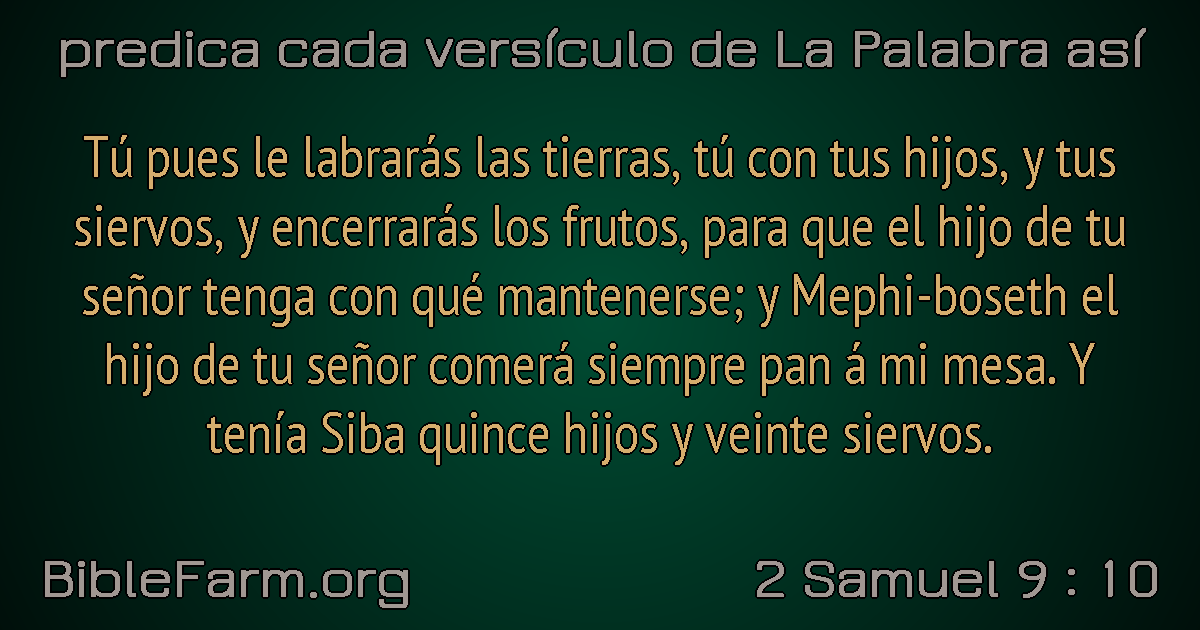 predica cada versículo de La Palabra así
Tú pues le labrarás las tierras, tú con tus hijos, y tus
siervos, y encerrarás los frutos, para que el hijo de tu
señor tenga con qué mantenerse; y Mephi-boseth el
hijo de tu señor comerá siempre pan á mi mesa. Y
tenía Siba quince hijos y veinte siervos.
BibleFarm.org
2 Samuel 9 : 10